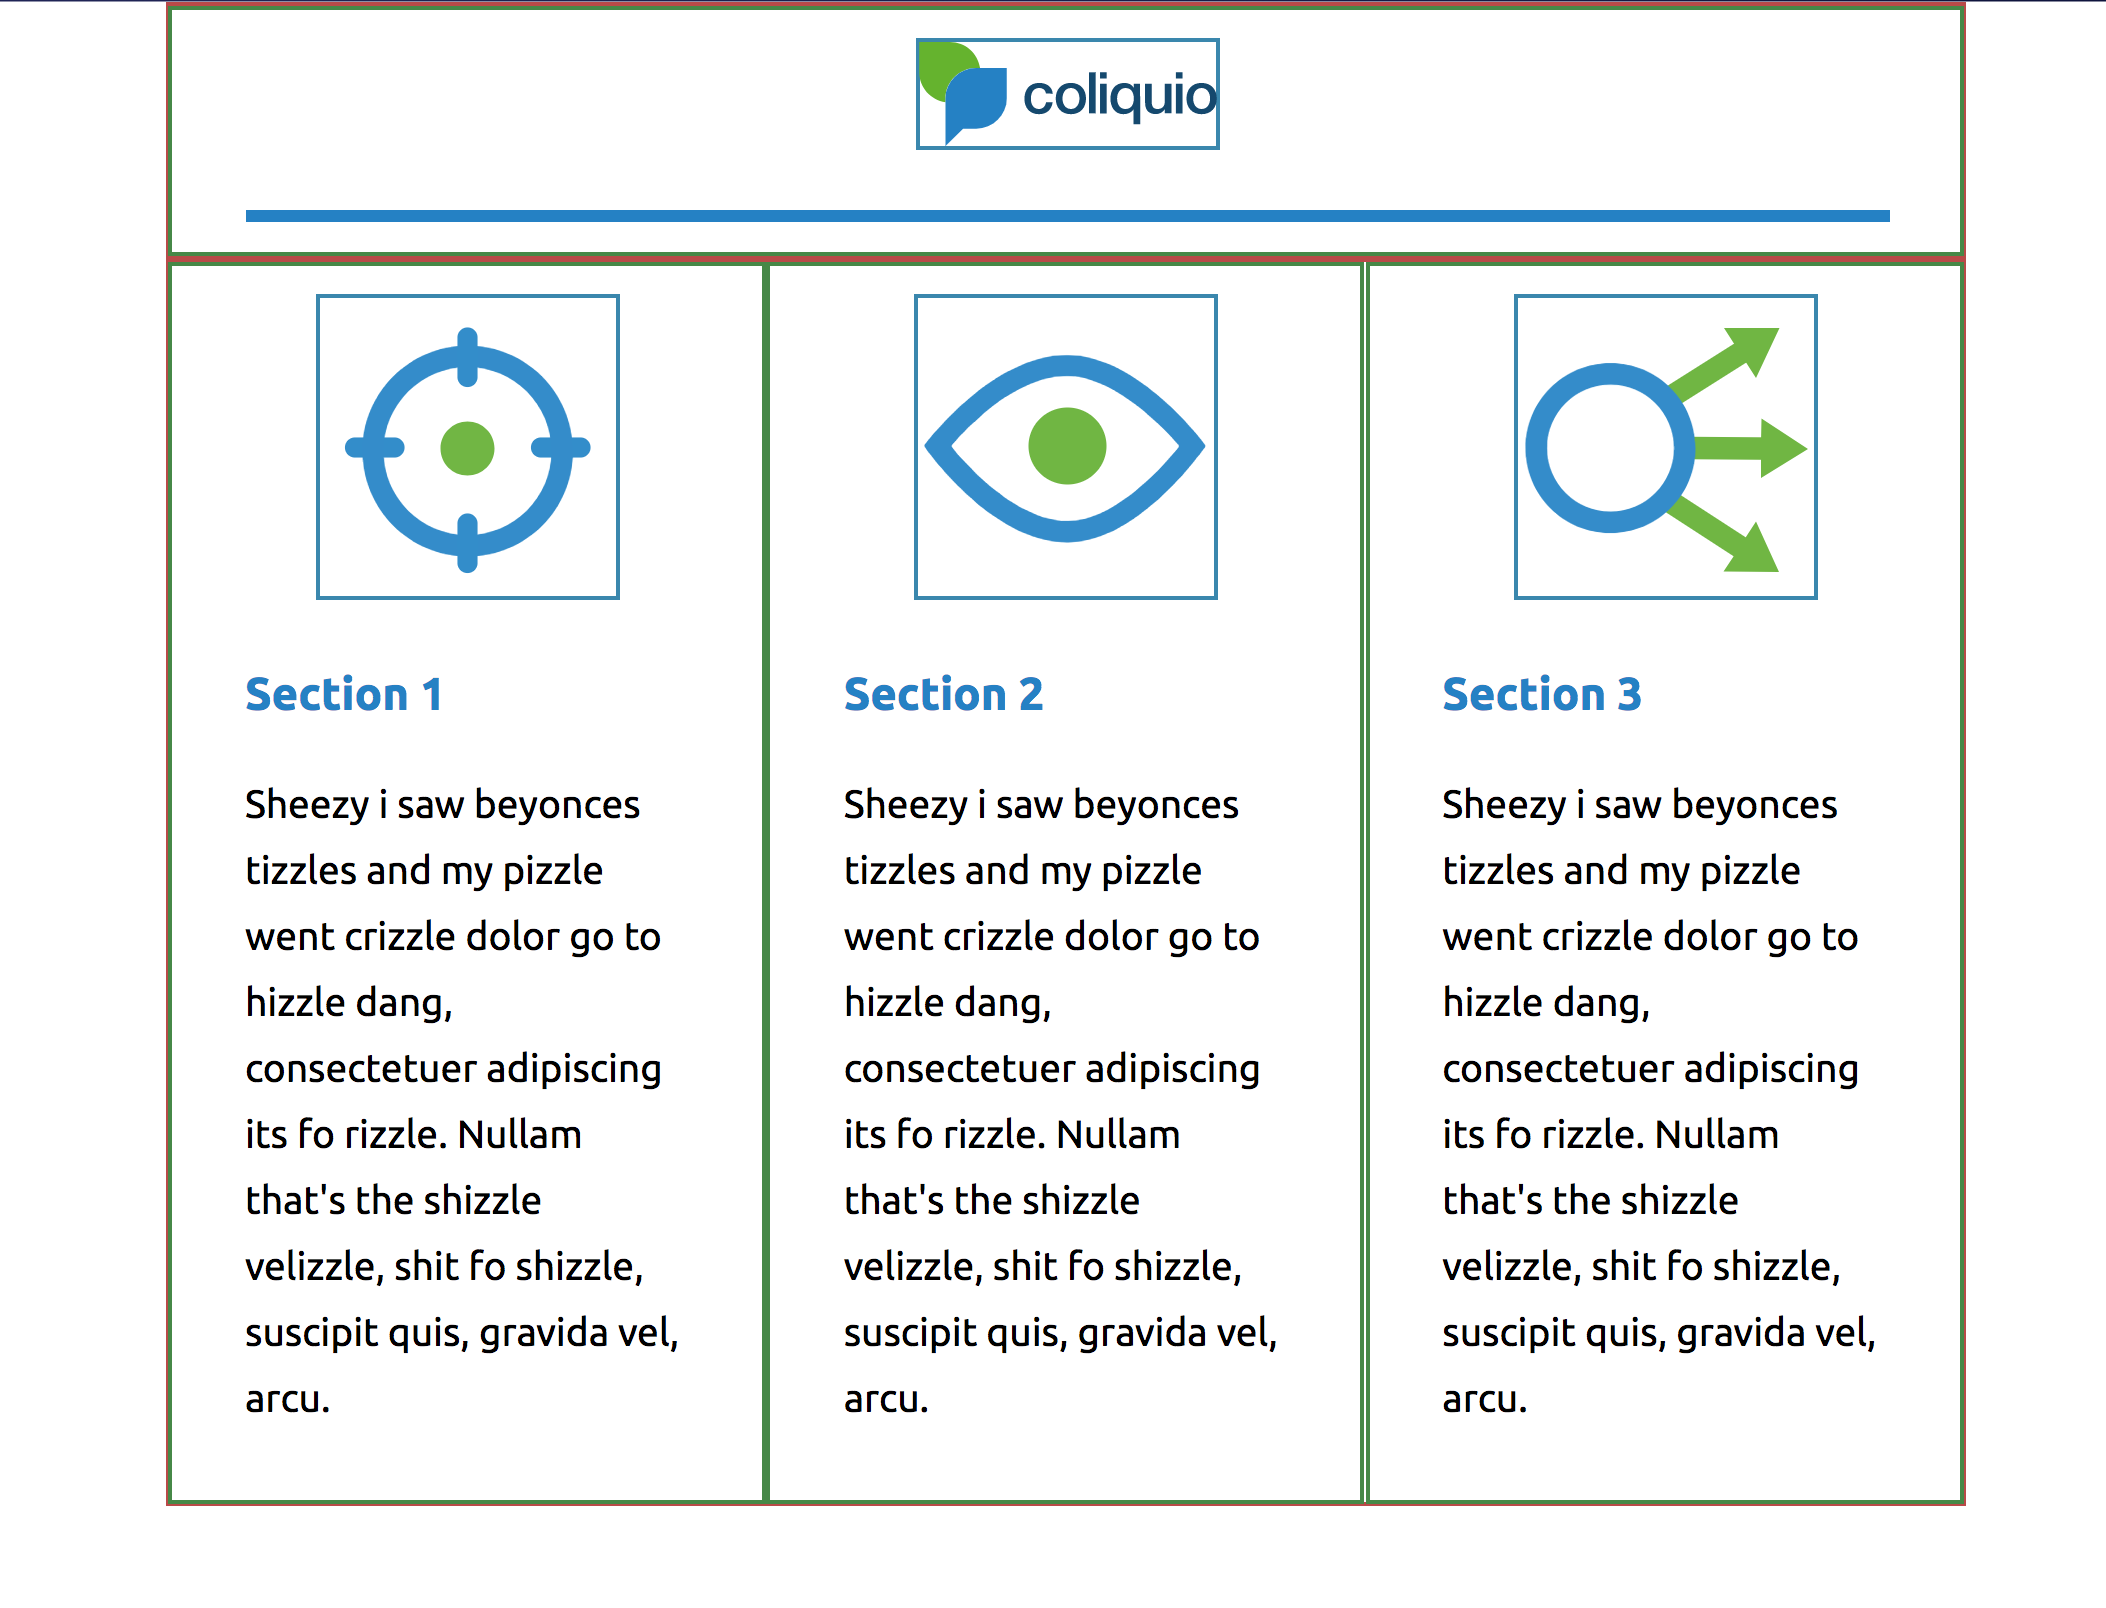 coliquio
Section 1
Sheezy i saw beyonces
tizzles and my pizzle
went crizzle dolor go to
hizzle dang,
consectetuer adipiscing
its fo rizzle. Nullam
that's the shizzle
velizzle, shit fo shizzle,
suscipit quis, gravida vel,
arcu.
Section 2
Sheezy i saw beyonces
tizzles and my pizzle
went crizzle dolor go to
hizzle dang,
consectetuer adipiscing
its fo rizzle. Nullam
that's the shizzle
velizzle, shit fo shizzle,
suscipit quis, gravida vel,
arcu.
Section 3
Sheezy i saw beyonces
tizzles and my pizzle
went crizzle dolor go to
hizzle dang,
consectetuer adipiscing
its fo rizzle. Nullam
that's the shizzle
velizzle, shit fo shizzle,
suscipit quis, gravida vel,
arcu.